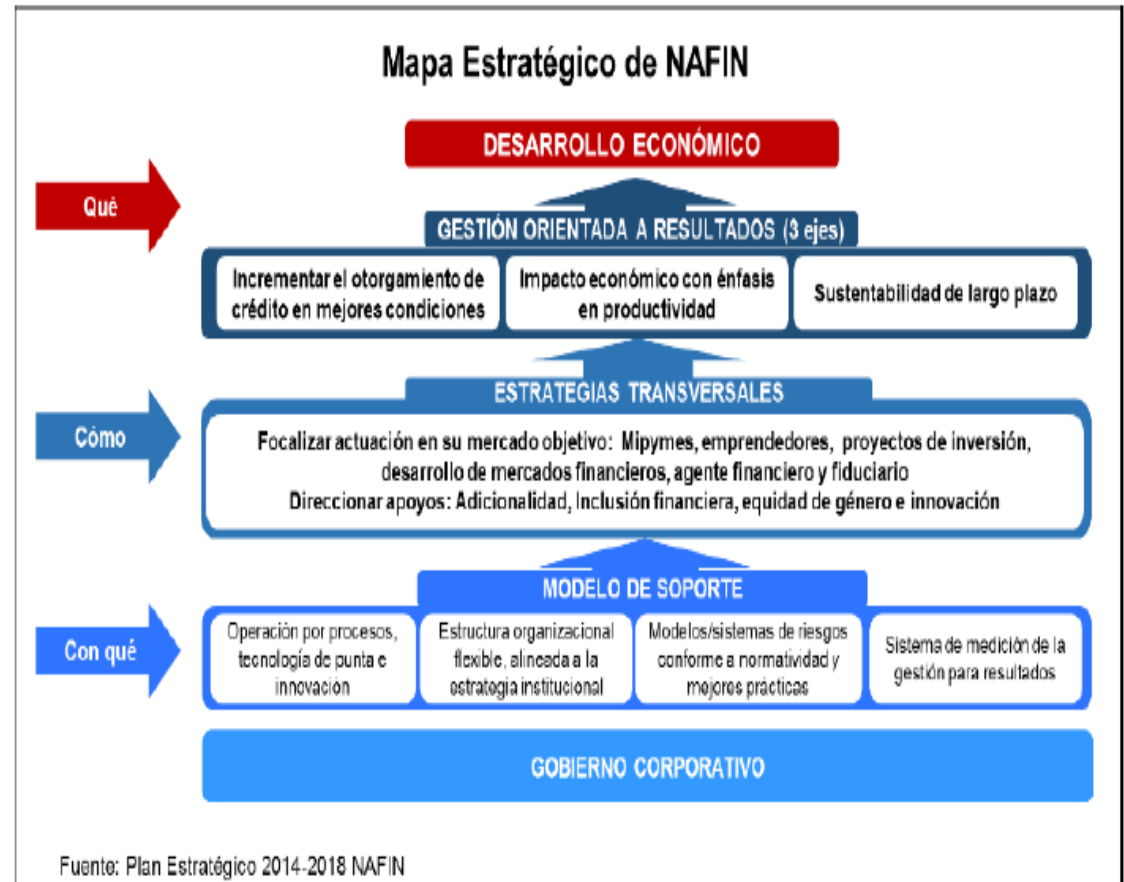 Mapa Estratégico de NAFIN
DESARROLLO ECONÓMICO
Qué
GESTIÓN ORIENTADA A RESULTADOS (3 ejes)
Incrementar el otorgamiento de
crédito en mejores condiciones
Impacto económico con énfasis
en productividad
Sustentabilidad de largo plazo
ESTRATEGIAS TRANSVERSALES
Cómo
Focalizar actuación en su mercado objetivo: Mipymes, emprendedores, proyectos de inversión,
desarrollo de mercados financieros, agente financiero y fiduciario
Direccionar apoyos: Adicionalidad, Inclusión financiera, equidad de género e innovación
MODELO DE SOPORTE
Con qué
Operación por procesos,
tecnología de punta e
innovación
Estructura organizacional
flexible, alineada a la
estrategia institucional
Modelos/sistemas de riesgos
conforme a normatividad y
mejores prácticas
Sistema de medición de la
gestión para resultados
GOBIERNO CORPORATIVO
Fuente: Plan Estratégico 2014-2018 NAFIN